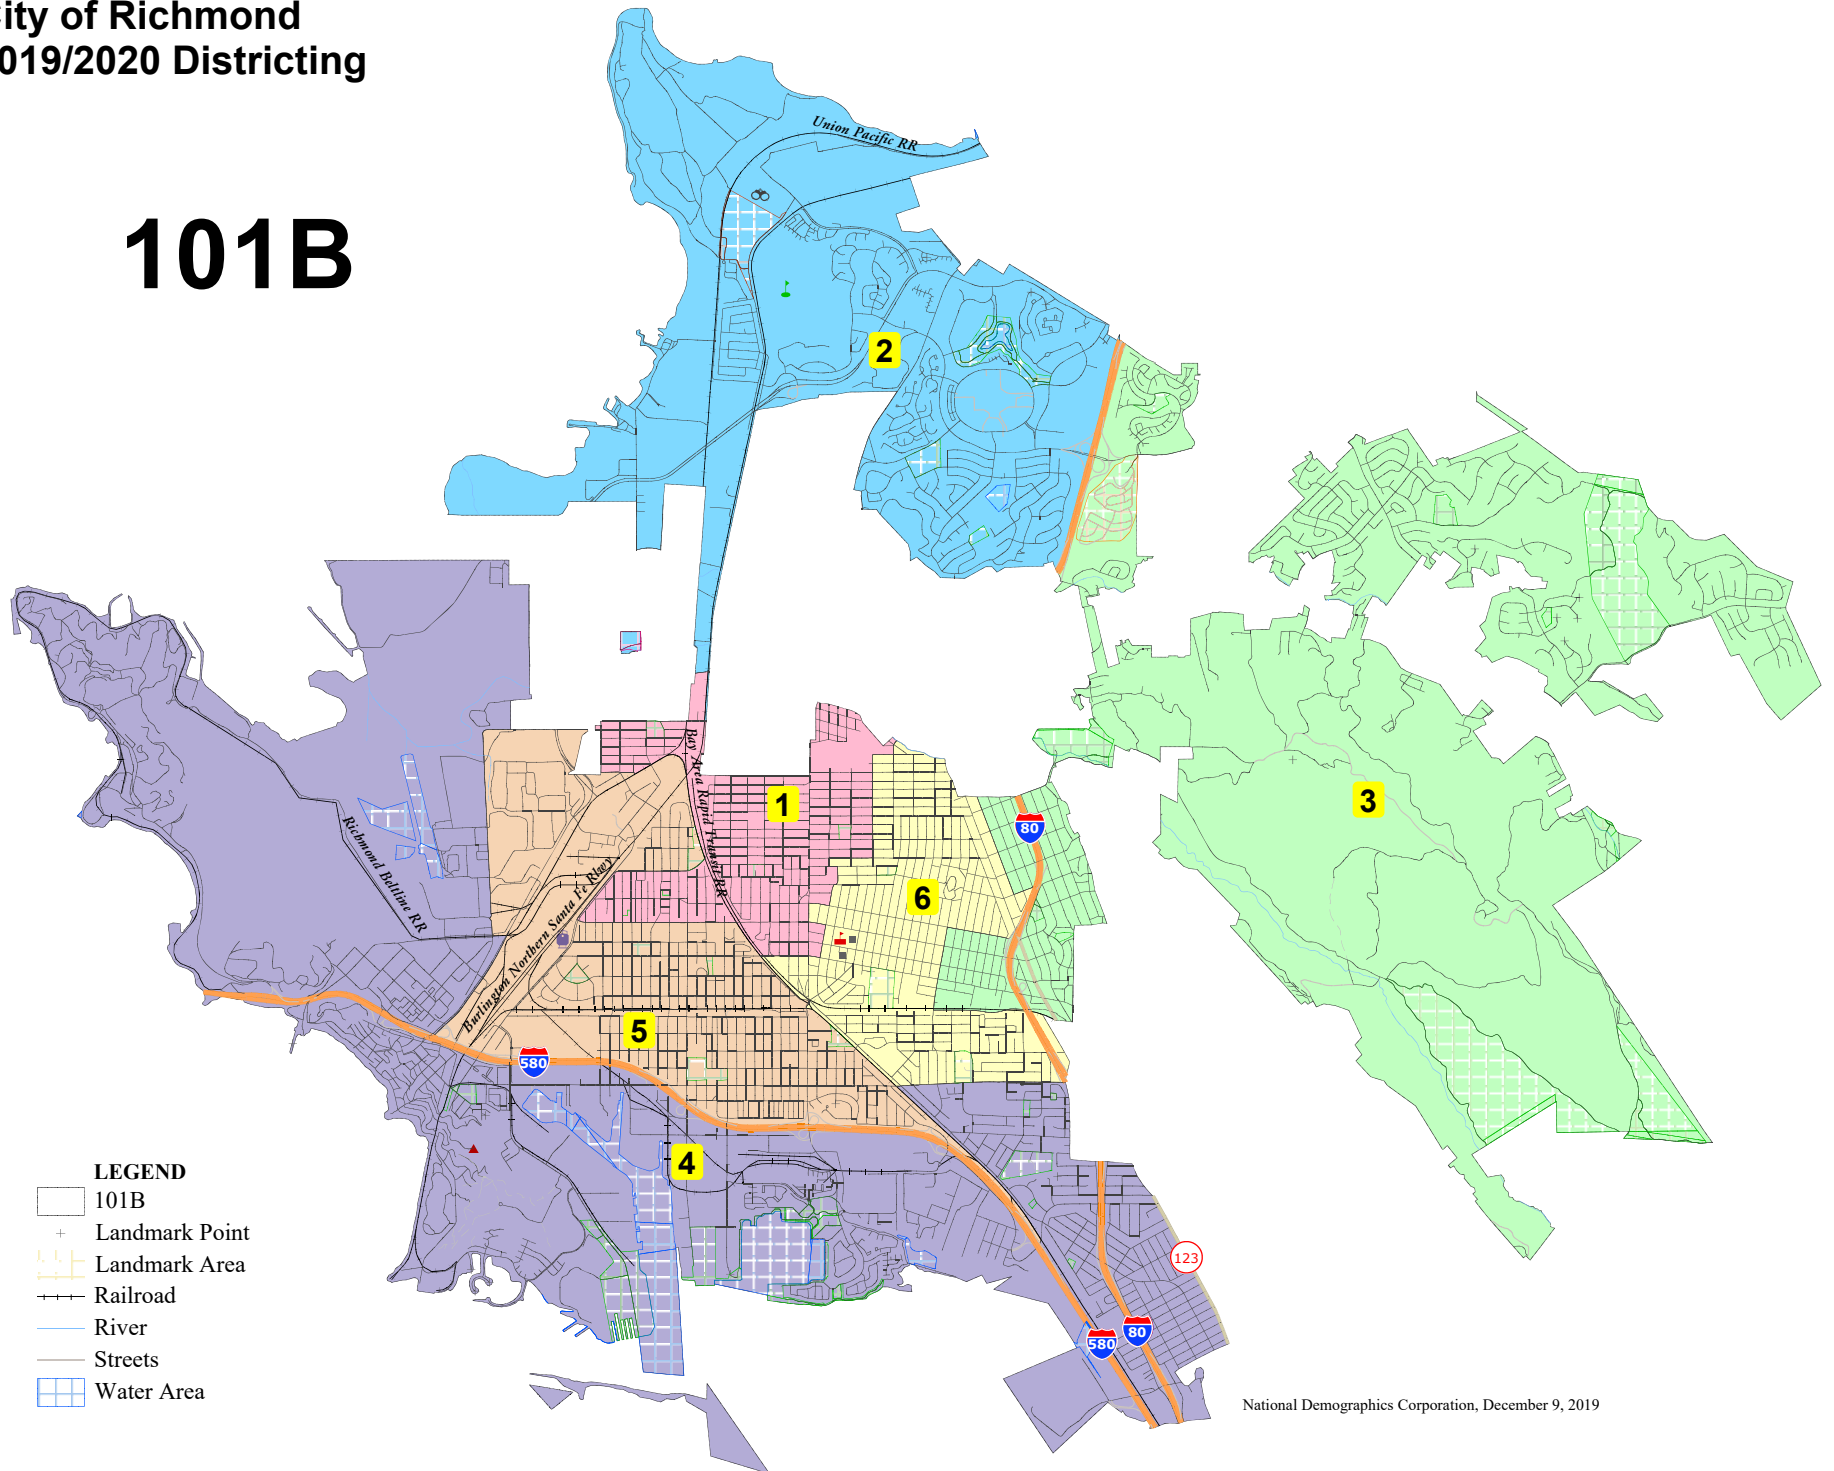 ity of Richmond
019/2020 Districting
101B
Union Pacific RR
2
Bay Area Rapid Transit RR
1
3
80
Richmond Beltline RR
6
Burlington Northern Santa Fe Rlwy
5
580
4
LEGEND
101B
Landmark Point
Landmark Area
Railroad
River
Streets
Water Area
123
80
580
National Demographics Corporation, December 9, 2019